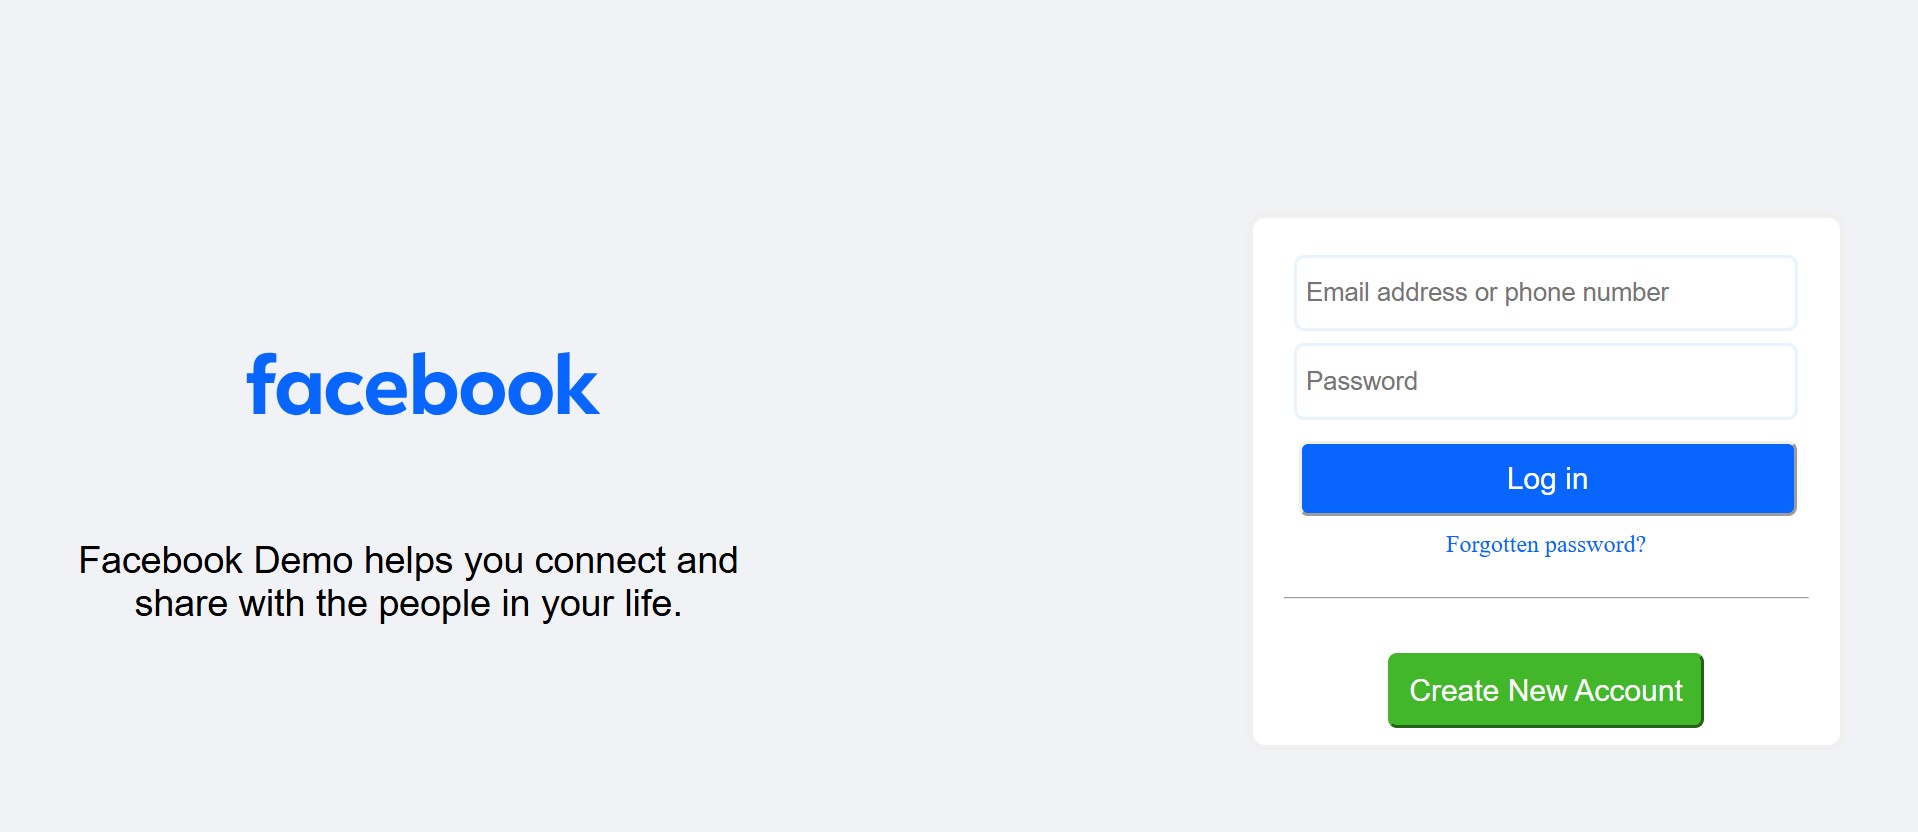 facebook
Facebook Demo helps you connect and
share with the people in your life.
Email address or phone number
Password
Log in
Forgotten password?
Create New Account